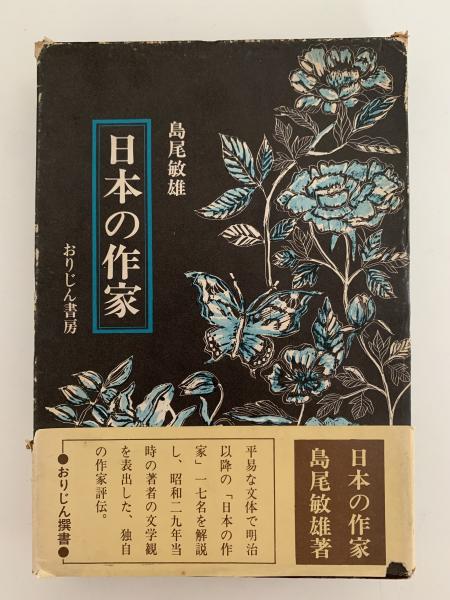 島尾敏雄
日本の作家
おりじん書房
日本の作家
島尾敏雄著
平易な文体で明治
以降の「日本の作
家」一七名を解説
し、昭和二九年当
時の著者の文学観
を表出した、独自
の作家評伝。
●おりじん撰書●